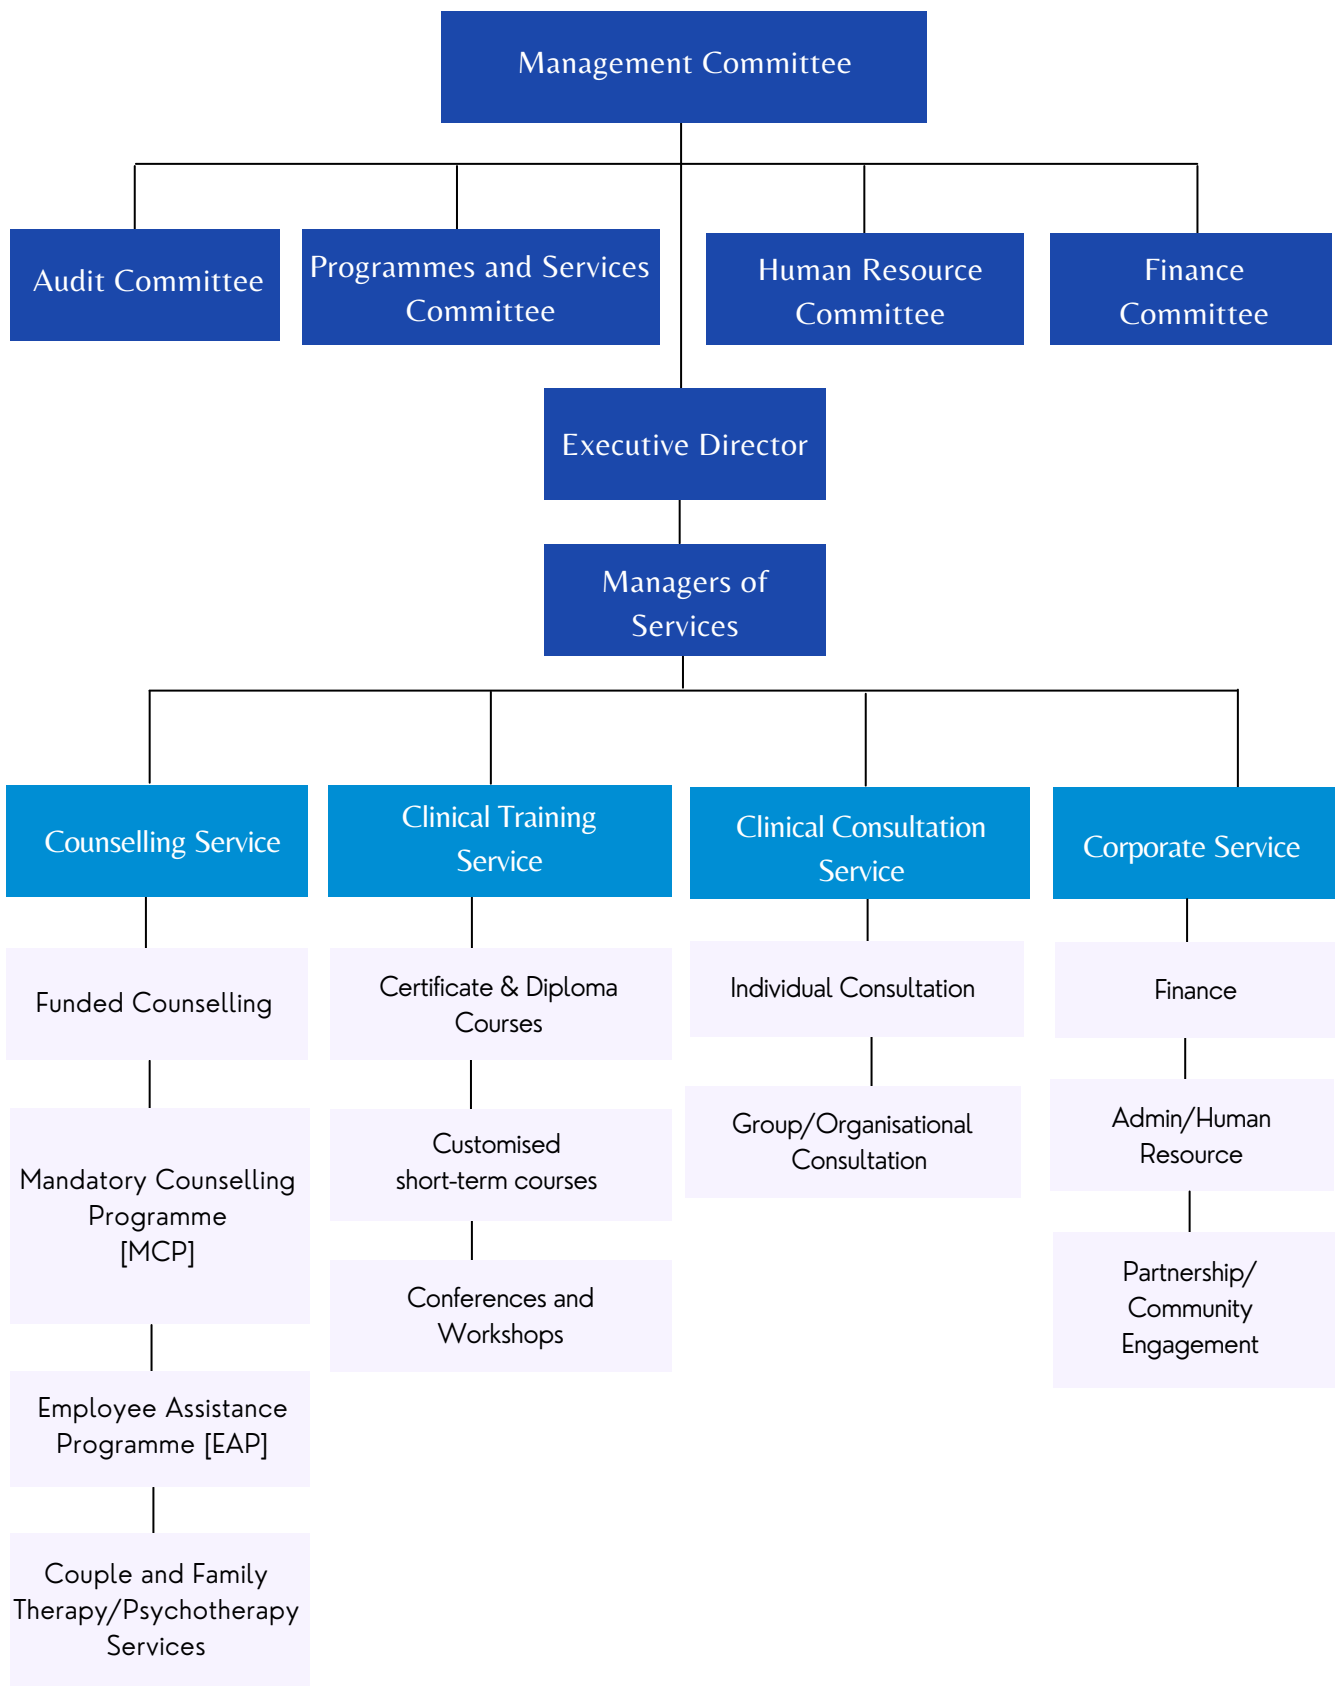 Management Committee
Audit Committee
Programmes and Services
Committee
Human Resource
Committee
Finance
Committee
Executive Director
Managers of
Services
Counselling Service
Clinical Training
Service
Clinical Consultation
Service
Corporate Service
Funded Counselling
Mandatory Counselling
Programme
[MCP]
Employee Assistance
Programme [EAP]
Couple and Family
Therapy/Psychotherapy
Services
Certificate & Diploma
Courses
Customised
short-term courses
Conferences and
Workshops
Individual Consultation
Group/Organisational
Consultation
Finance
Admin/Human
Resource
Partnership/
Community
Engagement